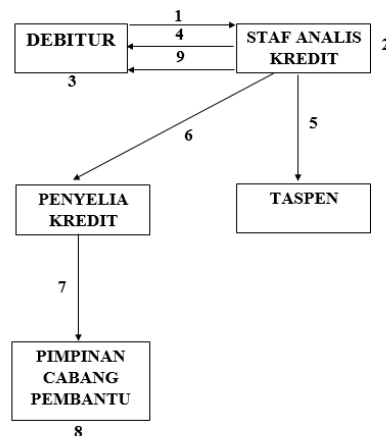 1
DEBITUR
4
STAF ANALIS
KREDIT
2
9
3
6
5
PENYELIA
KREDIT
TASPEN
7
PIMPINAN
CABANG
PEMBANTU
8